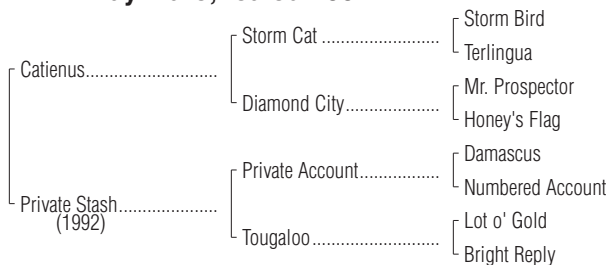 Storm Bird
Storm Cat ........................
Terlingua
Catienus...........................
Mr. Prospector
Diamond City...................
Honey's Flag
Damascus
Private Account................
Numbered Account
Private Stash....................
(1992)
Lot o' Gold
Tougaloo .........................
Bright Reply